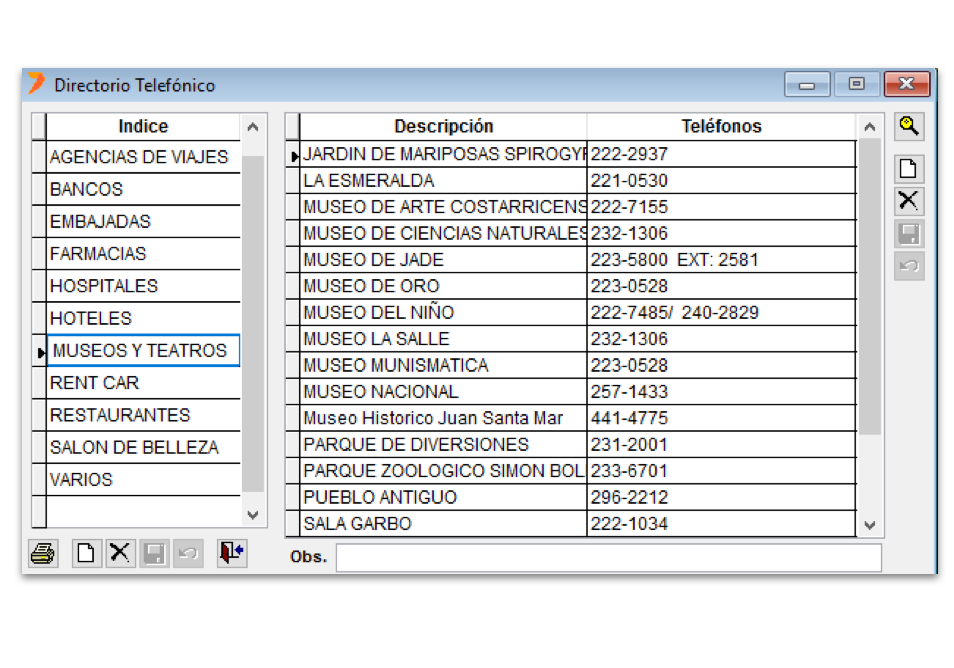 Directorio Telefónico
Indice
AGENCIAS DE VIAJES
BANCOS
EMBAJADAS
FARMACIAS
HOSPITALES
HOTELES
MUSEOS Y TEATROS
RENT CAR
RESTAURANTES
SALON DE BELLEZA
VARIOS
Descripción Teléfonos
JARDIN DE MARIPOSAS SPIROGY 222-2937
LA ESMERALDA 221-0530
MUSEO DE ARTE COSTARRICENS 222-7155
MUSEO DE CIENCIAS NATURALES 232-1306
MUSEO DE JADE 223-5800 EXT: 2581
MUSEO DE ORO 223-0528
MUSEO DEL NIÑO 222-7485/ 240-2829
MUSEO LA SALLE 232-1306
MUSEO MUNISMATICA 223-0528
MUSEO NACIONAL 257-1433
Museo Historico Juan Santa Mar 441-4775
PARQUE DE DIVERSIONES 231-2001
PARQUE ZOOLOGICO SIMON BOL 233-6701
PUEBLO ANTIGUO 296-2212
SALA GARBO 222-1034
Obs.